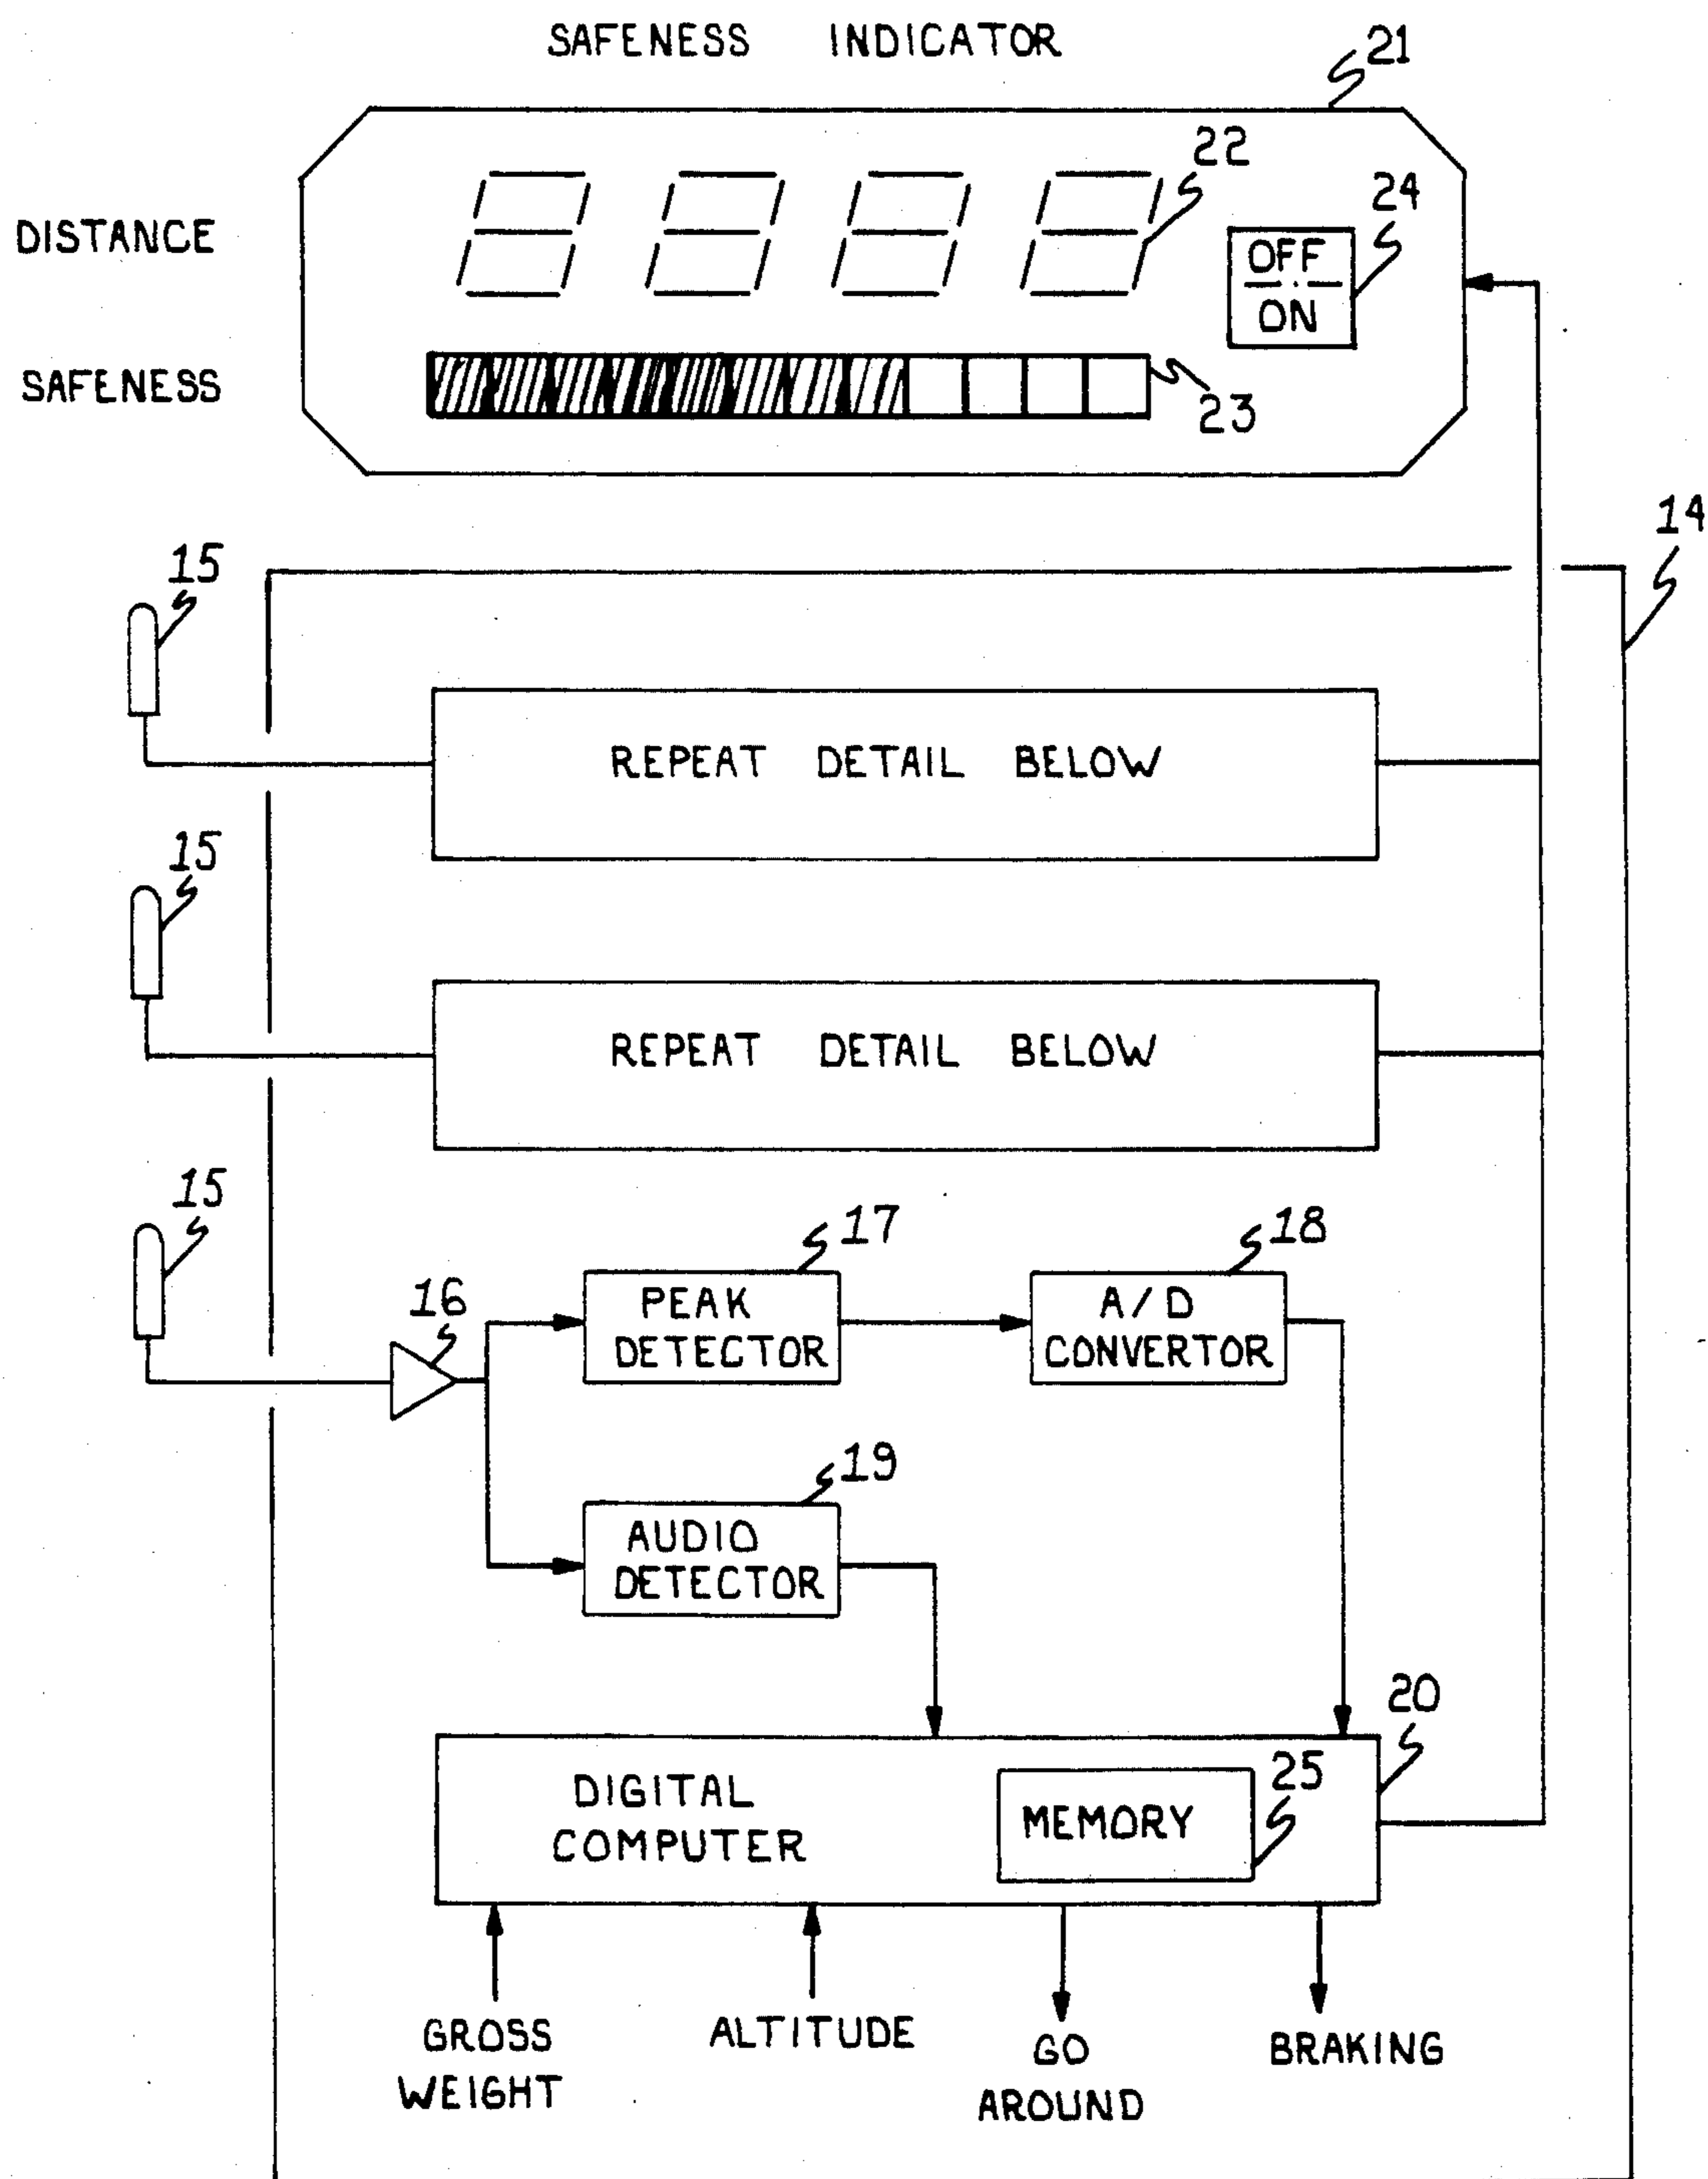 SAFENESS INDICATOR
21
22
24
DISTANCE
OFF
ON
SAFENESS
23
14
15
REPEAT DETAIL BELOW
15
REPEAT DETAIL BELOW
15
17
18
16
PEAK
DETECTOR
A/D
CONVERTOR
19
AUDIO
DETECTOR
20
25
DIGITAL
COMPUTER
MEMORY
GROSS
WEIGHT
ALTITUDE
GO
AROUND
BRAKING